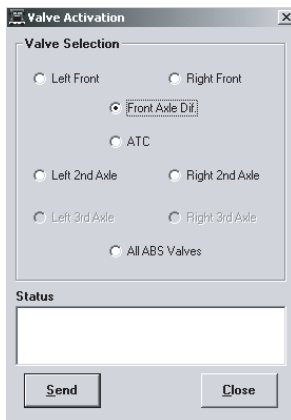 Valve Activation
Valve Selection
Left Front Right Front
Front Axle Dif.
ATC
Left 2nd Axle Right 2nd Axle
Left 3rd Axle Right 3rd Axle
All ABS Valves
Status
Send Close